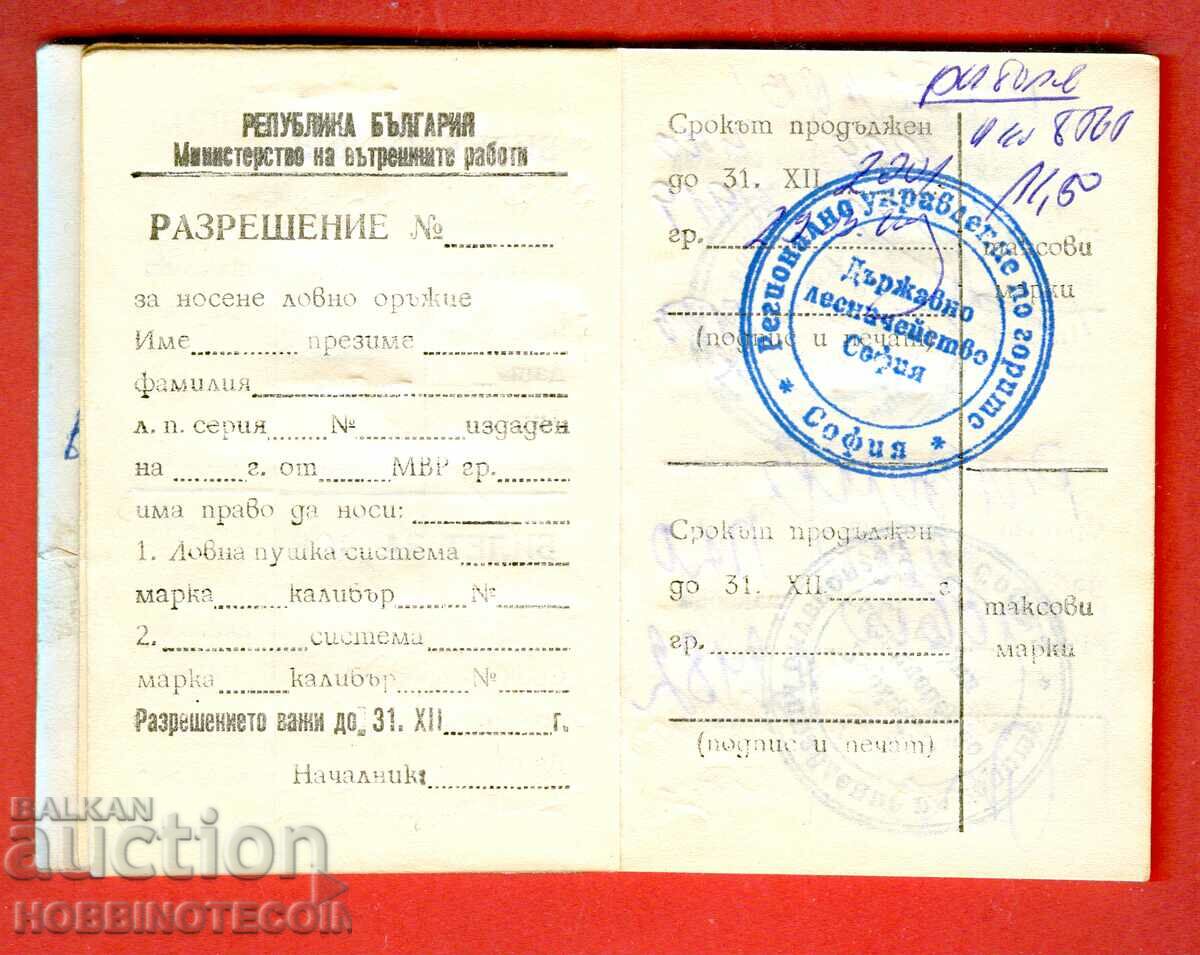 РЕПУБЛИКА БЪЛГАРИЯ
Министерство на вътрешните работи
РАЗРЕШЕНИЕ №
за носене ловно оръжие
Име презиме
фамилия
л. п. серия № издаден
на г. от МВР гр.
има право да носи:
1. Ловна пушка система
марка калибър №
2. система
марка калибър №
Разрешението важи до 31. XII г.
Началник:
Срокът продължен
до 31. XII 2001
гр.
(подпис и печат)
11,50
таксови
марки
Регионално управление по горите
* София *
Държавно
лесничейство
София
Срокът продължен
до 31. XII г
гр.
(подпис и печат)
таксови
марки
BALKAN
auction
HOBBINOTECOIN